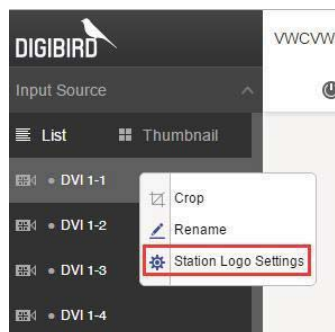 DIGIBIRD
VWCVW
Input Source
List
Thumbnail
DVI 1-1
Crop
DVI 1-2
Rename
Station Logo Settings
DVI 1-3
DVI 1-4